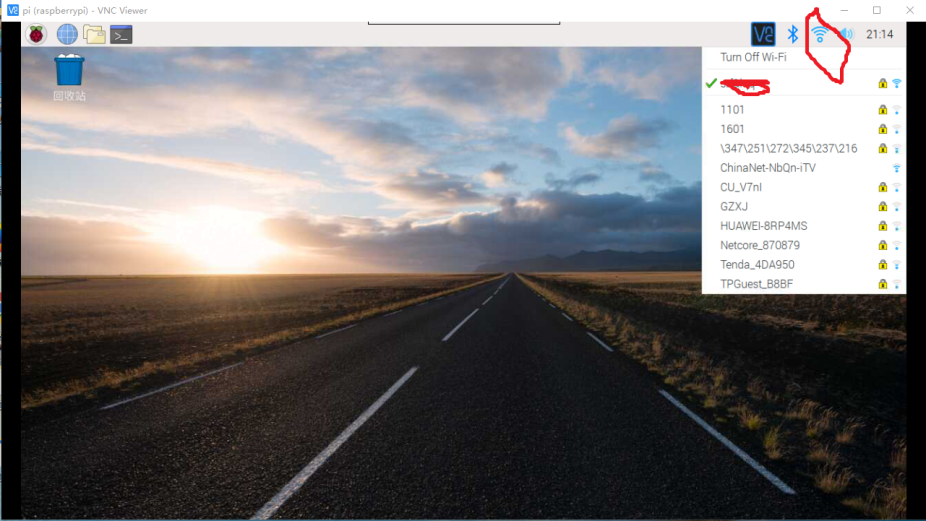 pi (raspberrypi) - VNC Viewer
21:14
Turn Off Wi-Fi
1101
1601
\347\251\272\345\237\216
ChinaNet-NbQn-iTV
CU_V7nI
GZXJ
HUAWEI-8RP4MS
Netcore_870879
Tenda_4DA950
TPGuest_B8BF
回收站